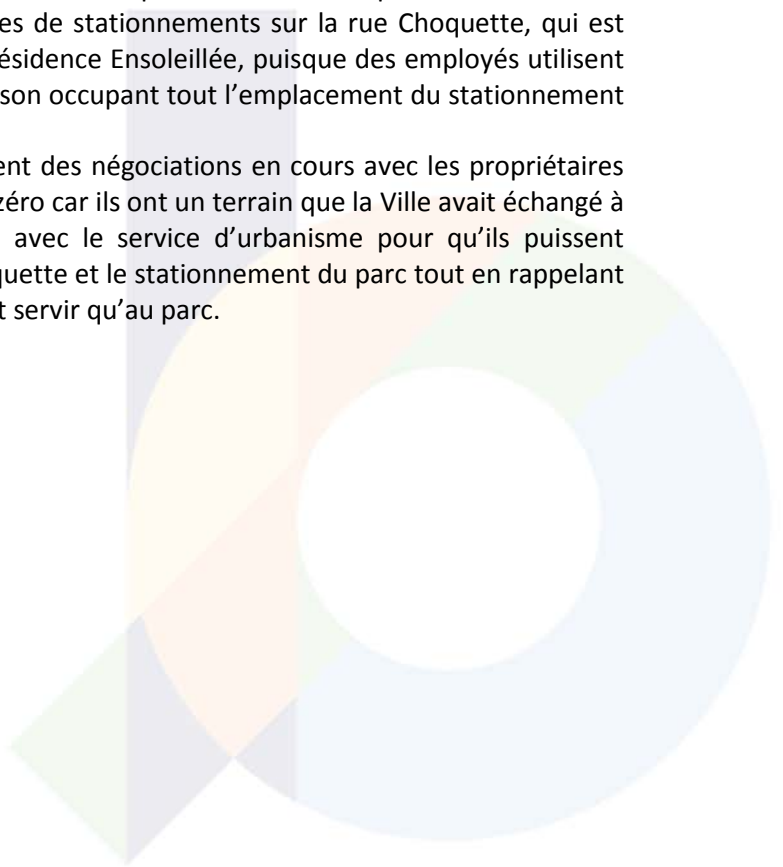 es de stationnements sur la rue Choquette, qui est
ésidence Ensoleillée, puisque des employés utilisent
son occupant tout l’emplacement du stationnement
ent des négociations en cours avec les propriétaires
zéro car ils ont un terrain que la Ville avait échangé à
avec le service d’urbanisme pour qu’ils puissent
quette et le stationnement du parc tout en rappelant
t servir qu’au parc.